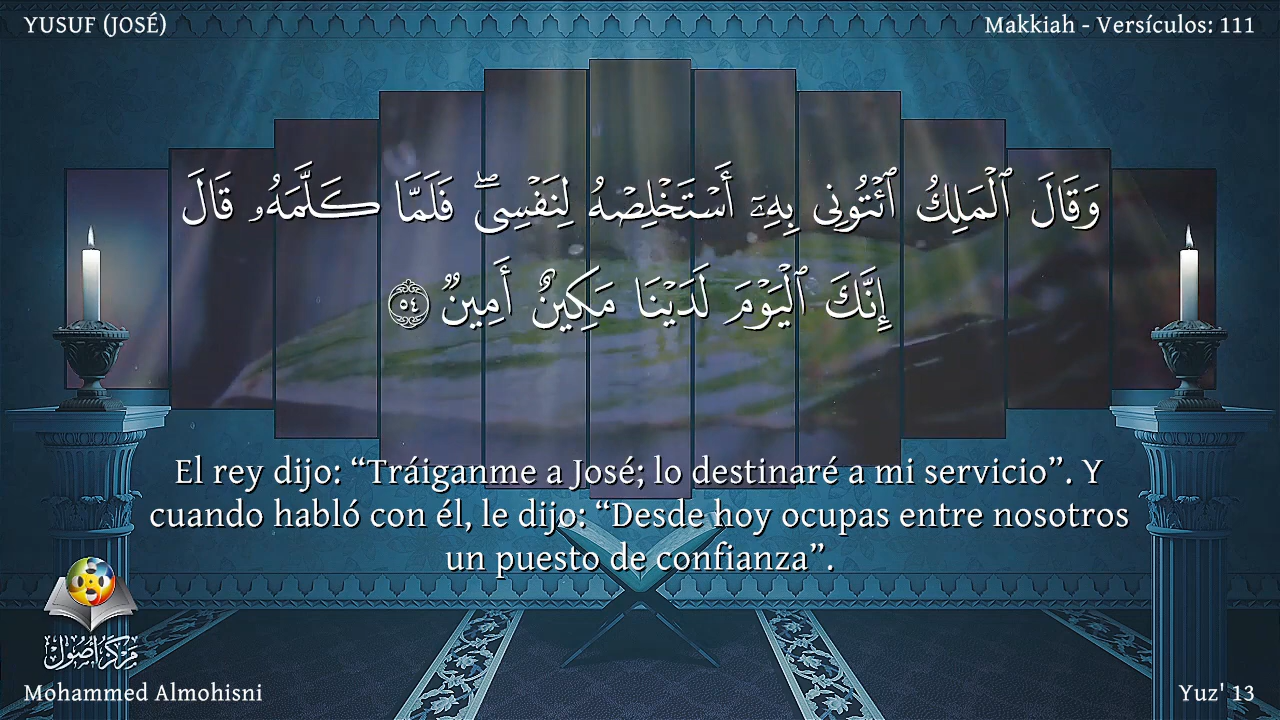 YUSUF (JOSÉ)
Makkiah - Versículos: 111
وَقَالَ ٱلْمَلِكُ ٱئْتُونِى بِهِۦٓ أَسْتَخْلِصْهُ لِنَفْسِى ۖ فَلَمَّا كَلَّمَهُۥ قَالَ
إِنَّكَ ٱلْيَوْمَ لَدَيْنَا مَكِينٌ أَمِينٌ ٥٤
El rey dijo: “Tráiganme a José; lo destinaré a mi servicio”. Y
cuando habló con él, le dijo: “Desde hoy ocupas entre nosotros
un puesto de confianza”.
مركز أصول
Mohammed Almohisni
Yuz' 13